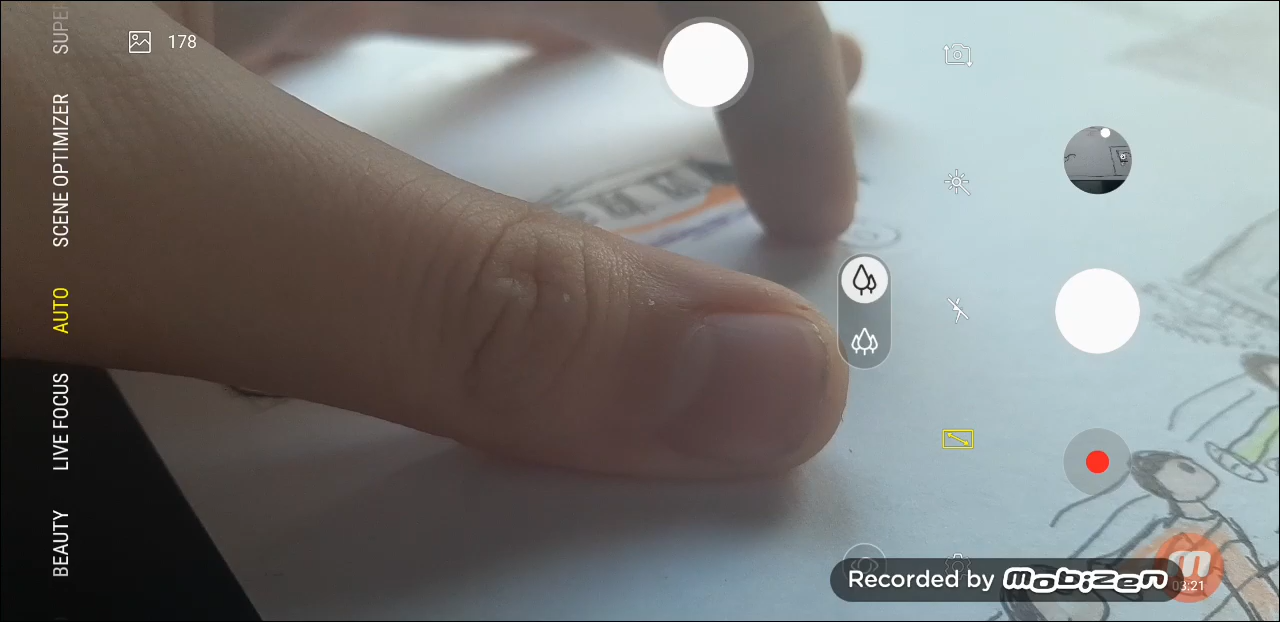 SUPER
178
SCENE OPTIMIZER
AUTO
LIVE FOCUS
BEAUTY
Recorded by Mobizen
03:21